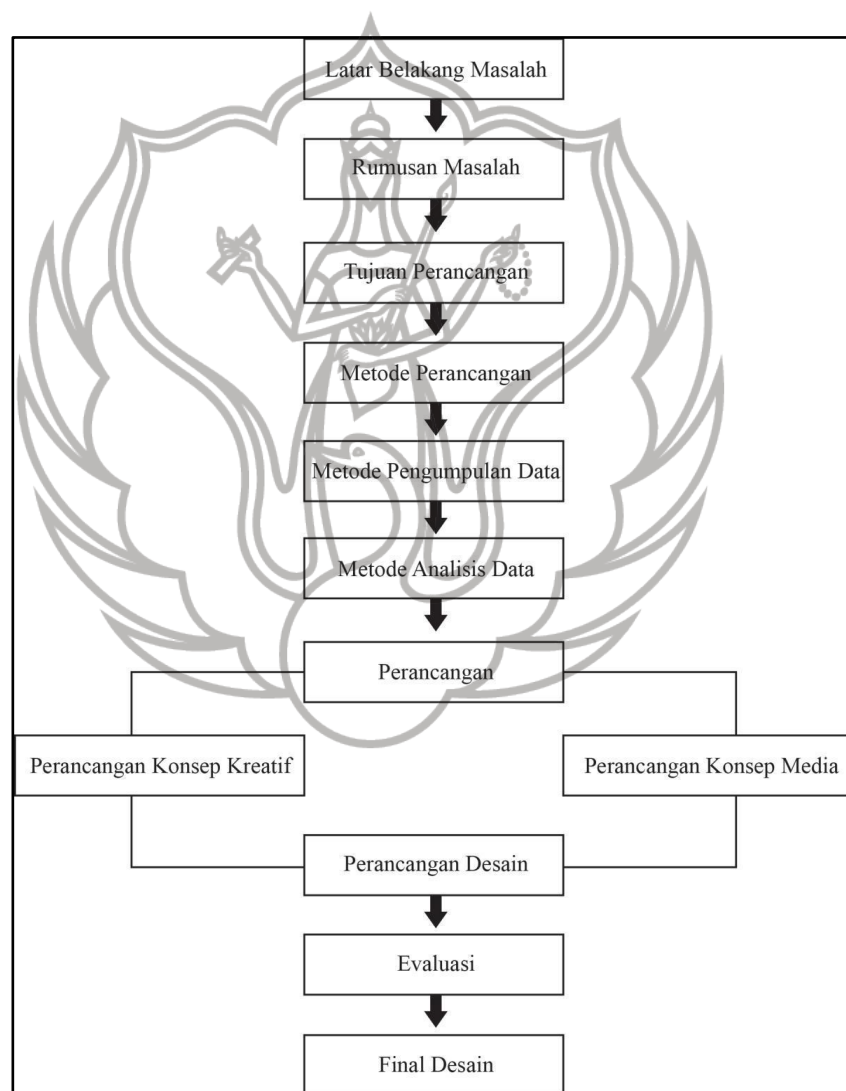 Latar Belakang Masalah
Rumusan Masalah
Tujuan Perancangan
Metode Perancangan
Metode Pengumpulan Data
Metode Analisis Data
Perancangan
Perancangan Konsep Kreatif
Perancangan Konsep Media
Perancangan Desain
Evaluasi
Final Desain